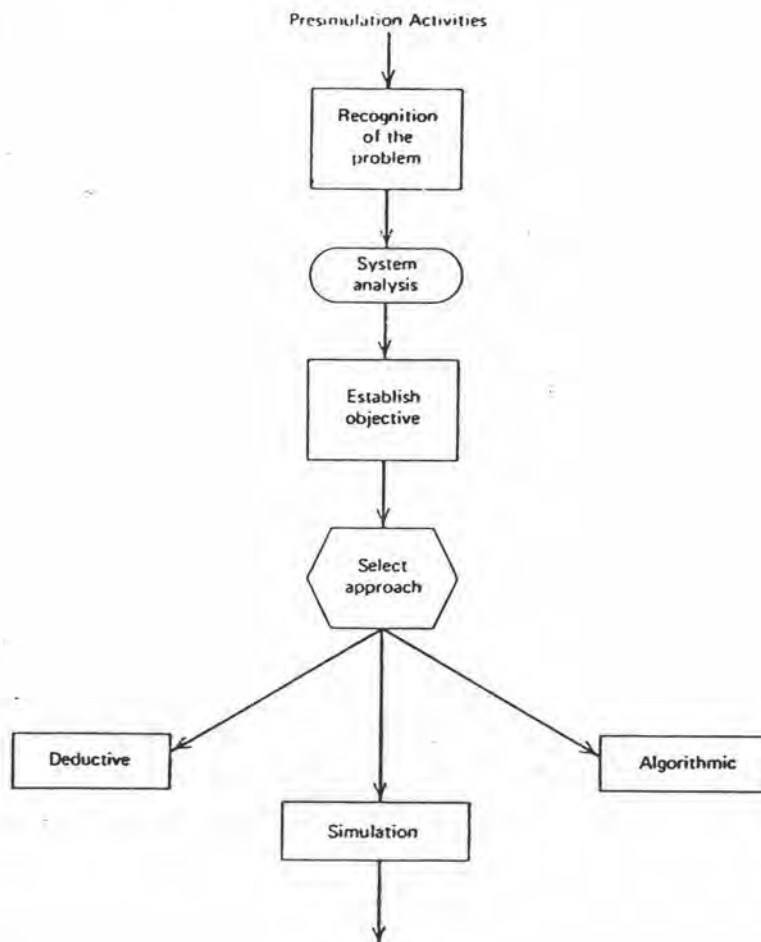 Presimulation Activities
Recognition
of the
problem
System
analysis
Establish
objective
Select
approach
Deductive
Simulation
Algorithmic